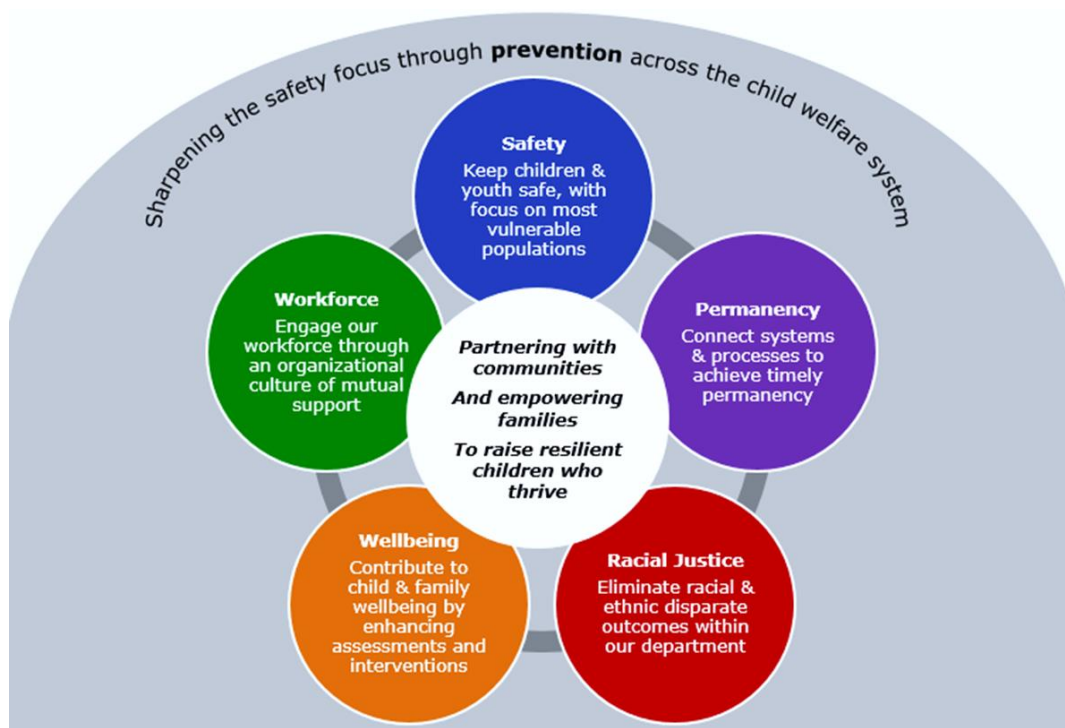 Sharpening the safety focus through prevention across the child welfare system
Safety
Keep children &
youth safe, with
focus on most
vulnerable
populations
Workforce
Engage our
workforce through
an organizational
culture of mutual
support
Permanency
Connect systems
& processes to
achieve timely
permanency
Partnering with
communities
And empowering
families
To raise resilient
children who
thrive
Wellbeing
Contribute to
child & family
wellbeing by
enhancing
assessments and
interventions
Racial Justice
Eliminate racial &
ethnic disparate
outcomes within
our department